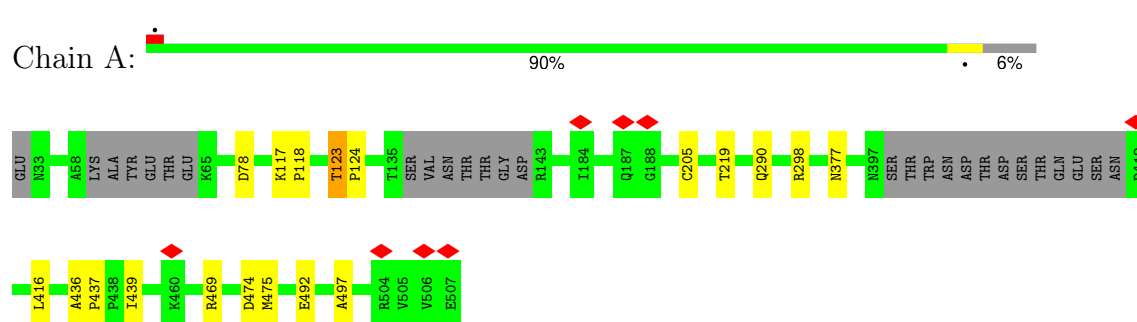 Chain A:
90%
6%
GLU N33 A58 LYS ALA TYR GLU THR GLU K65 D78 K117 P118 T123 P124 T135 SER VAL ASN THR THR GLY ASP R143 I184 Q187 G188 C205 T219 Q290 R298 N377 N397 SER THR TRP ASN ASP THR ASP SER THR GLN GLU SER ASN
L416 A436 P437 P438 I439 K460 R469 D474 M475 E492 A497 R504 V505 V506 E507